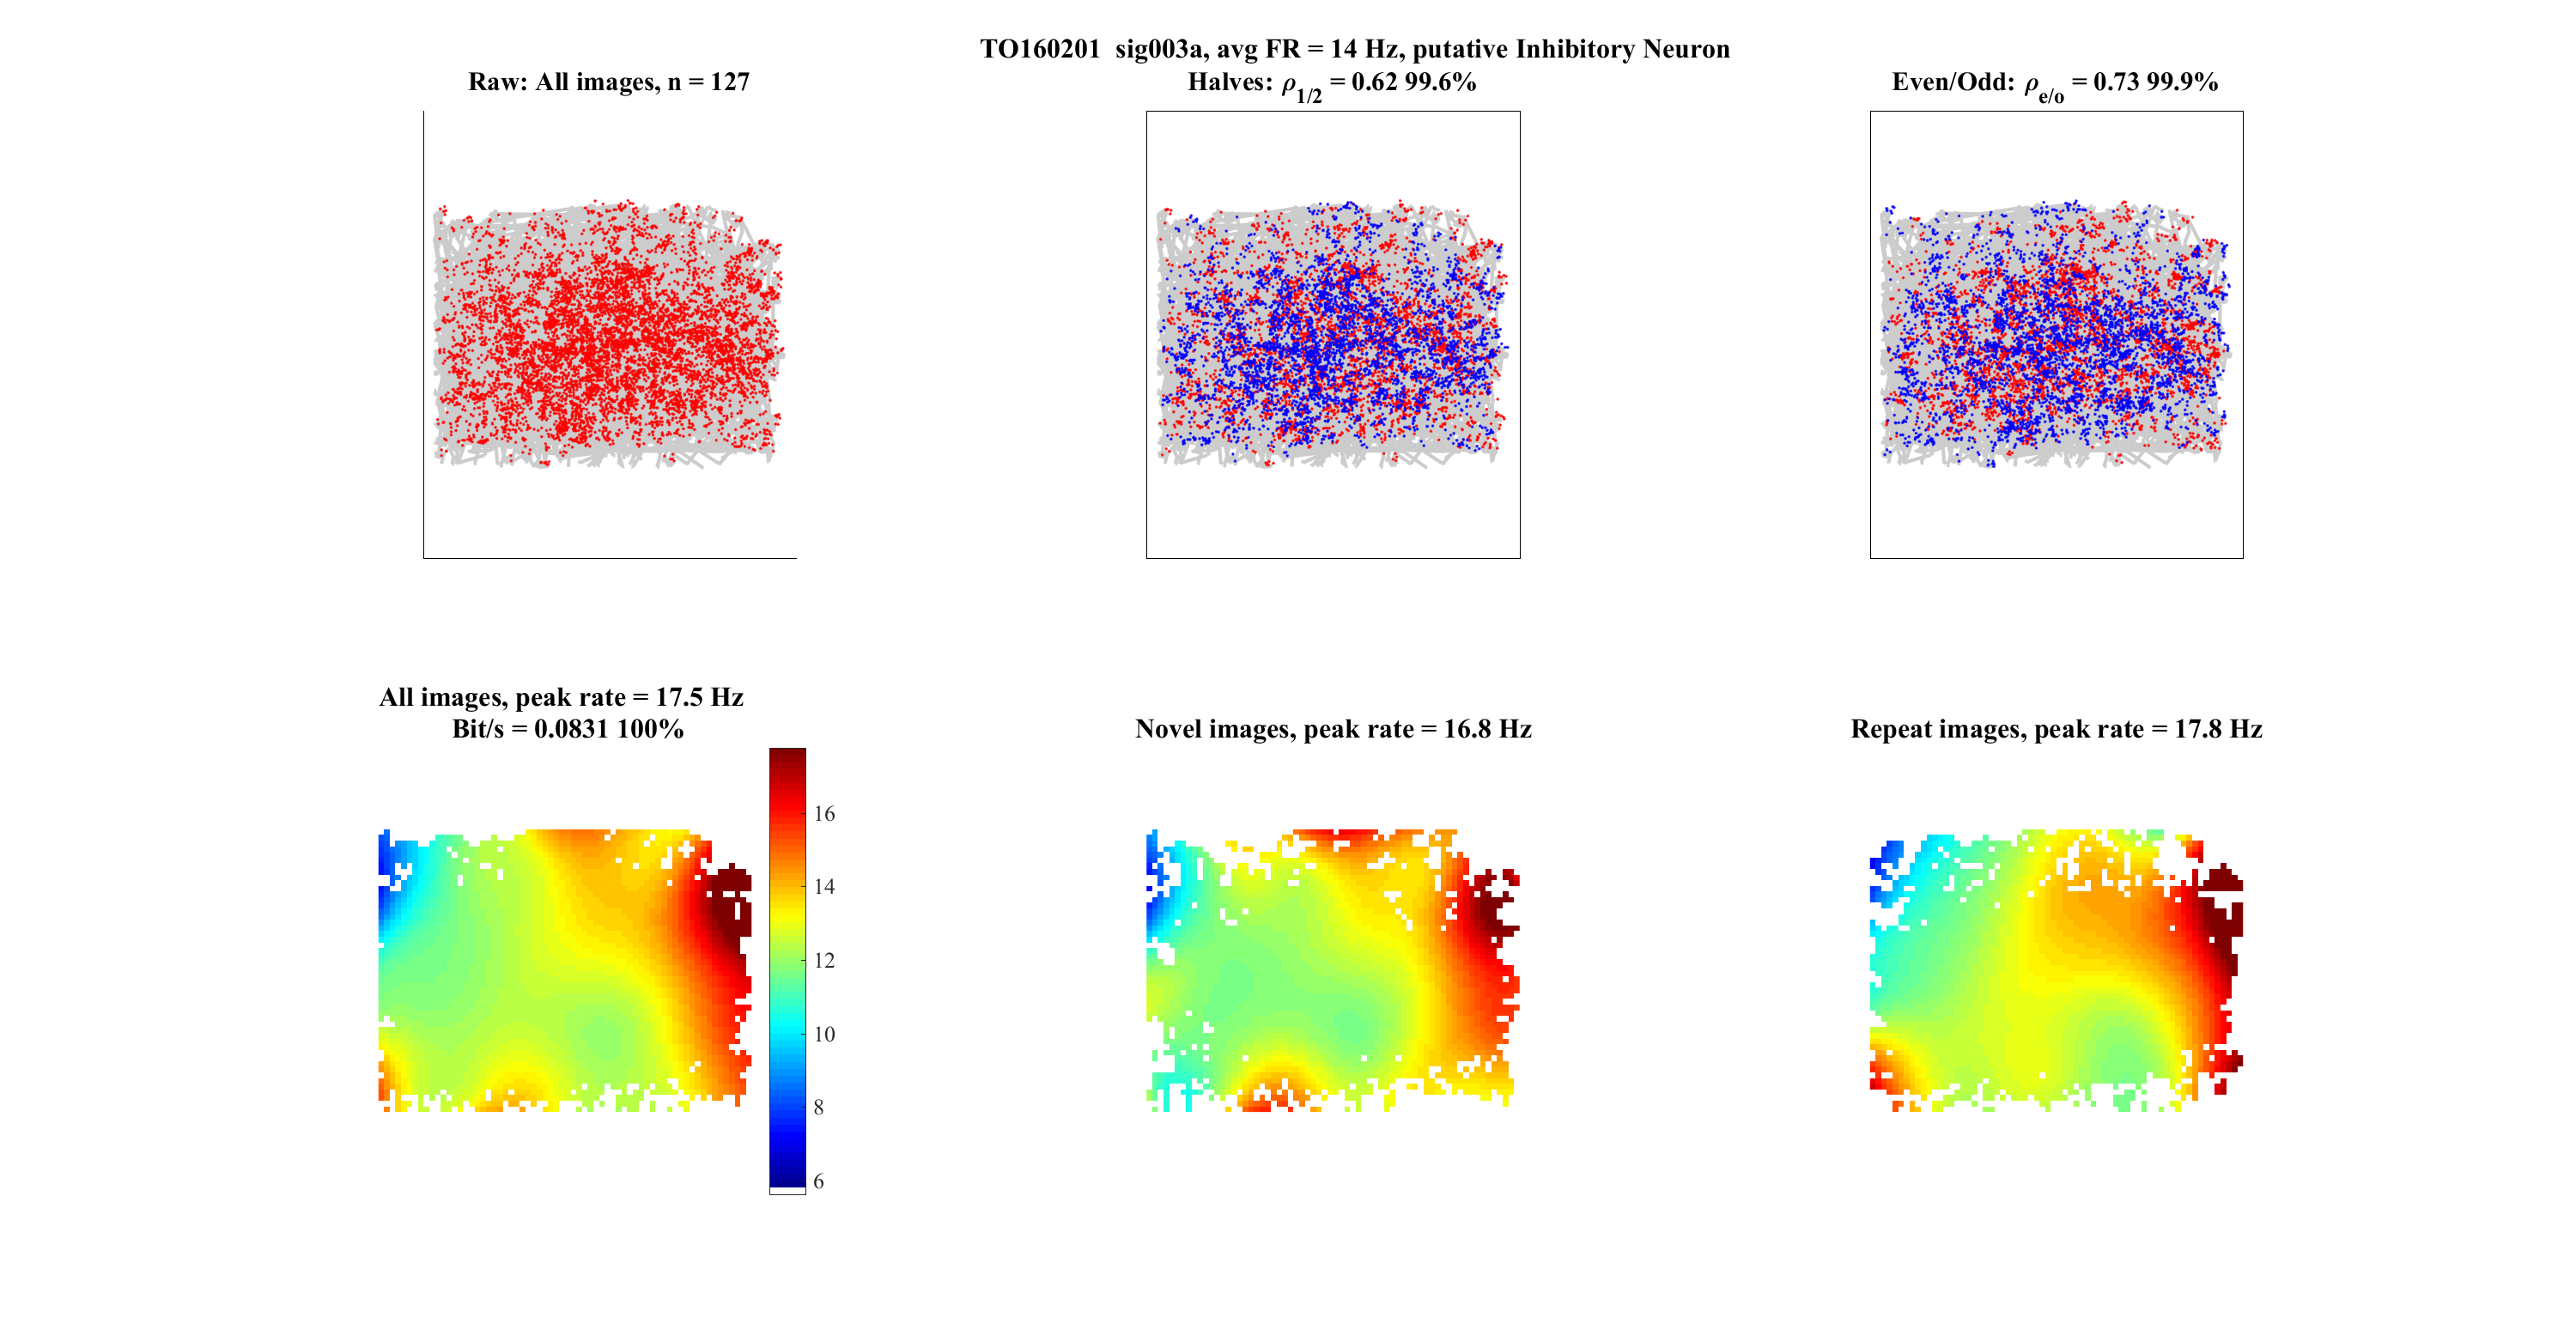 TO160201  sig003a, avg FR = 14 Hz, putative Inhibitory Neuron
Raw: All images, n = 127
Halves: ρ1/2 = 0.62 99.6%
Even/Odd: ρe/o = 0.73 99.9%
All images, peak rate = 17.5 Hz
Bit/s = 0.0831 100%
Novel images, peak rate = 16.8 Hz
Repeat images, peak rate = 17.8 Hz
16
14
12
10
8
6